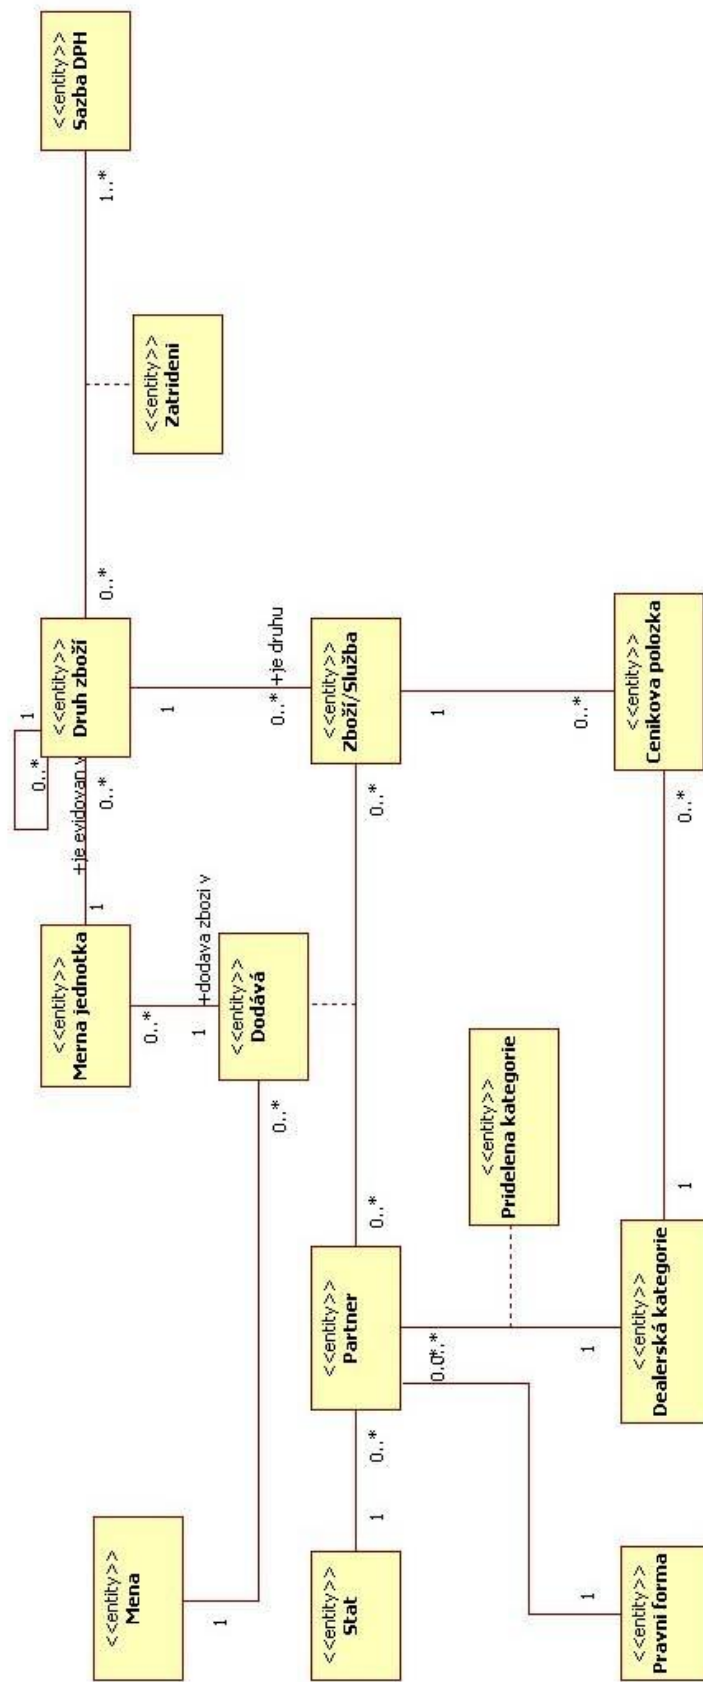 <<entity>>
Mena
1
<<entity>>
Stat
1
0..*
<<entity>>
Pravni forma
1
<<entity>>
Partner
0..*
0..*
<<entity>>
Dealerská kategorie
1
1
<<entity>>
Pridelena kategorie
<<entity>>
Merna jednotka
1
0..*
+je evidovan v
<<entity>>
Dodává
1
+dodava zbozi v
0..*
<<entity>>
Druh zboží
1
0..*
0..*
0..*
1
<<entity>>
Zboží/Služba
0..*
+je druhu
0..*
1
<<entity>>
Cenikova polozka
0..*
0..*
<<entity>>
Zatrideni
<<entity>>
Sazba DPH
1..*